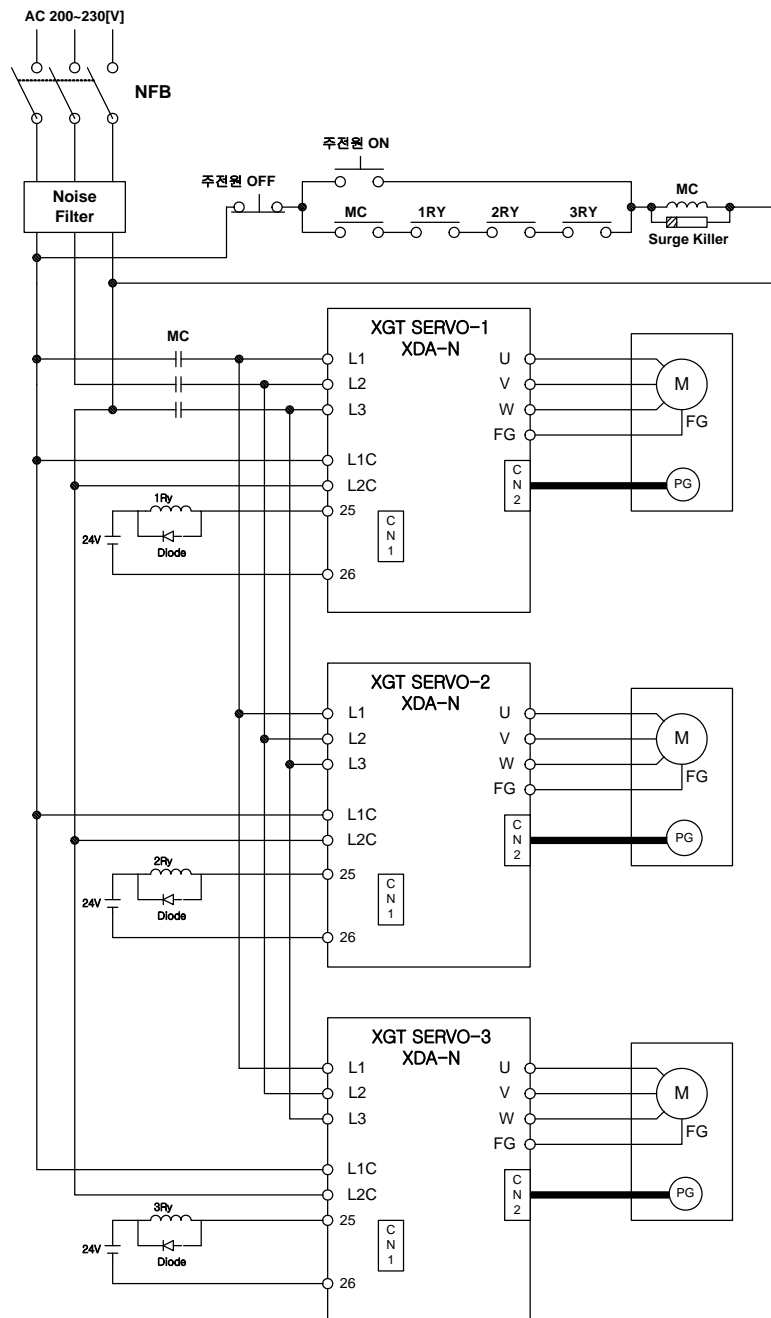 AC 200~230[V]
NFB
주전원 ON
주전원 OFF
Noise
Filter
MC
1RY
2RY
3RY
MC
Surge Killer
XGT SERVO-1
XDA-N
MC
L1
L2
L3
L1C
L2C
25
26
1Ry
24V
Diode
C
N
1
U
V
W
FG
C
N
2
M
FG
PG
XGT SERVO-2
XDA-N
L1
L2
L3
L1C
L2C
25
26
2Ry
24V
Diode
C
N
1
U
V
W
FG
C
N
2
M
FG
PG
XGT SERVO-3
XDA-N
L1
L2
L3
L1C
L2C
25
26
3Ry
24V
Diode
C
N
1
U
V
W
FG
C
N
2
M
FG
PG